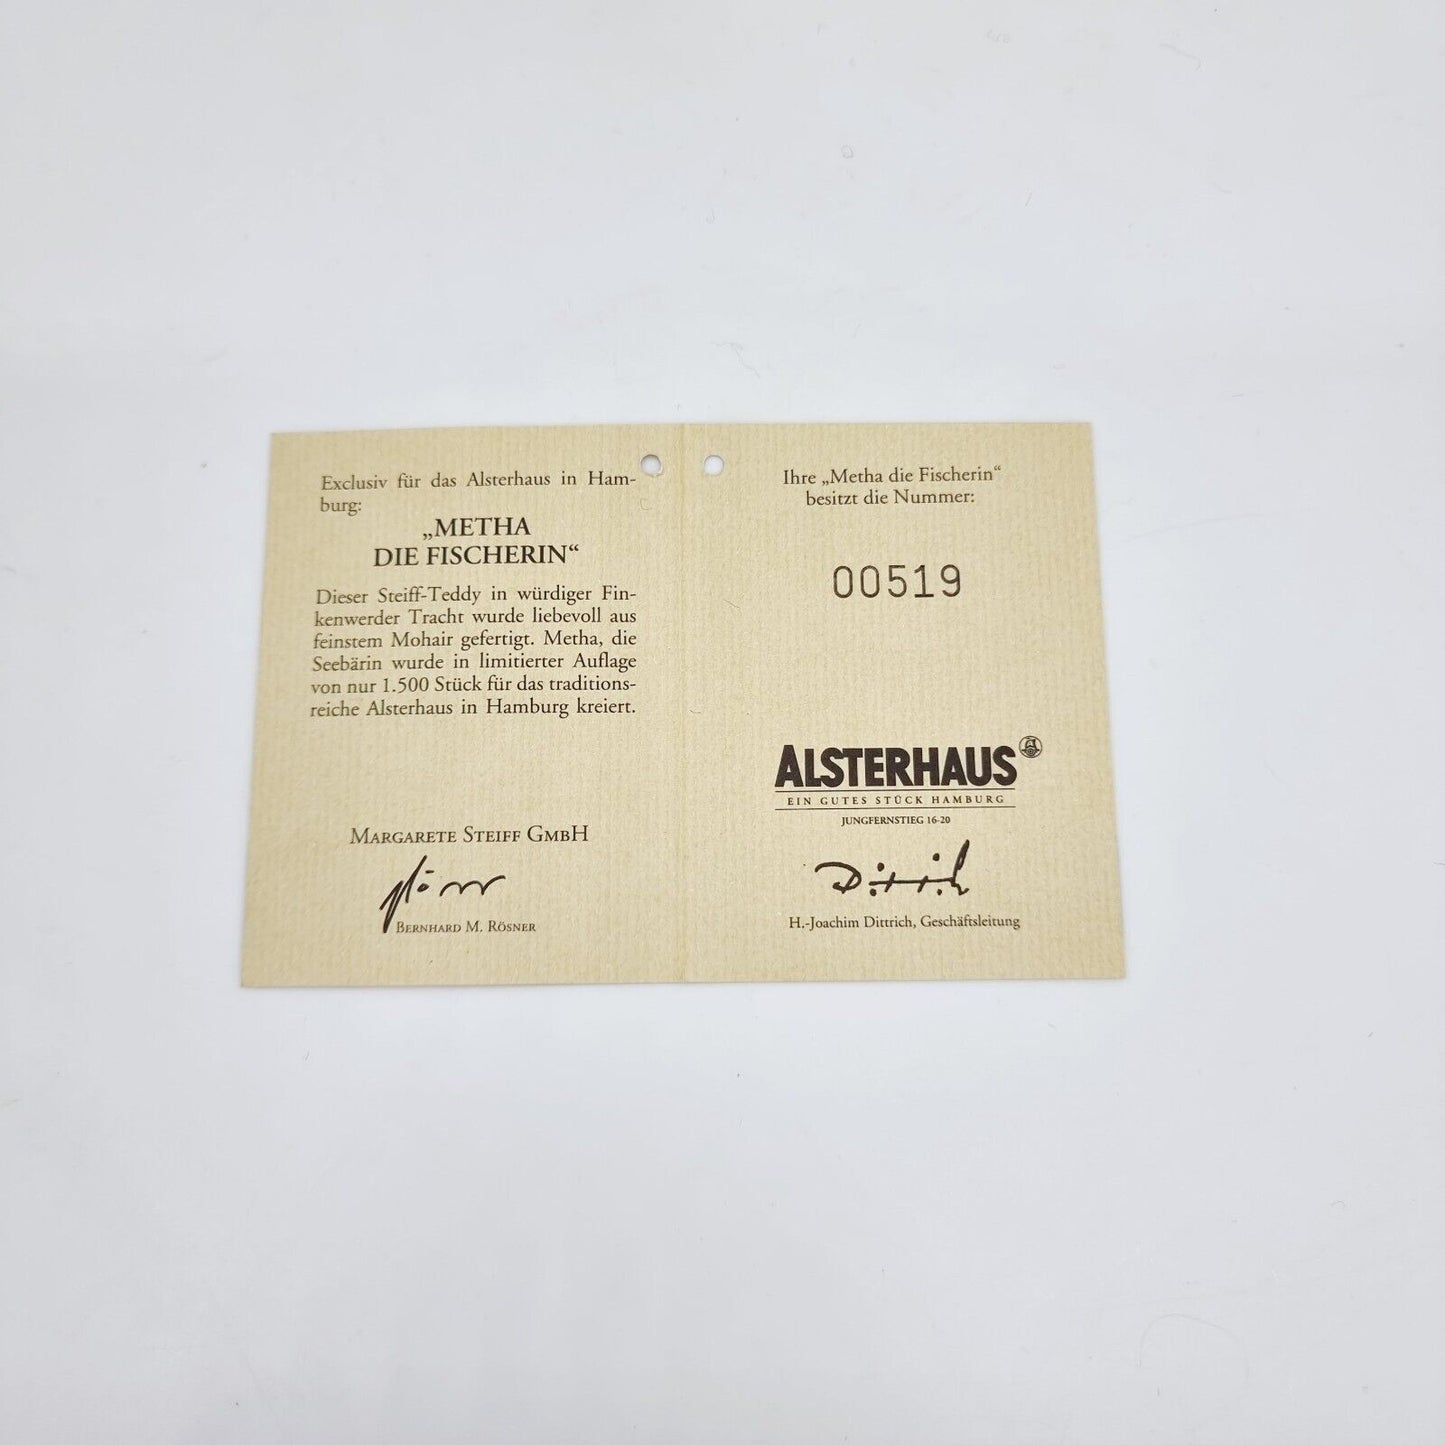 Exclusiv für das Alsterhaus in Ham-
burg:
„METHA
DIE FISCHERIN“
Dieser Steiff-Teddy in würdiger Fin-
kenwerder Tracht wurde liebevoll aus
feinstem Mohair gefertigt. Metha, die
Seebärin wurde in limitierter Auflage
von nur 1.500 Stück für das traditions-
reiche Alsterhaus in Hamburg kreiert.
MARGARETE STEIFF GMBH
BERNHARD M. RÖSNER
Ihre „Metha die Fischerin“
besitzt die Nummer:
00519
ALSTERHAUS
EIN GUTES STÜCK HAMBURG
JUNGFERNSTIEG 16-20
Dittrich
H.-Joachim Dittrich, Geschäftsleitung